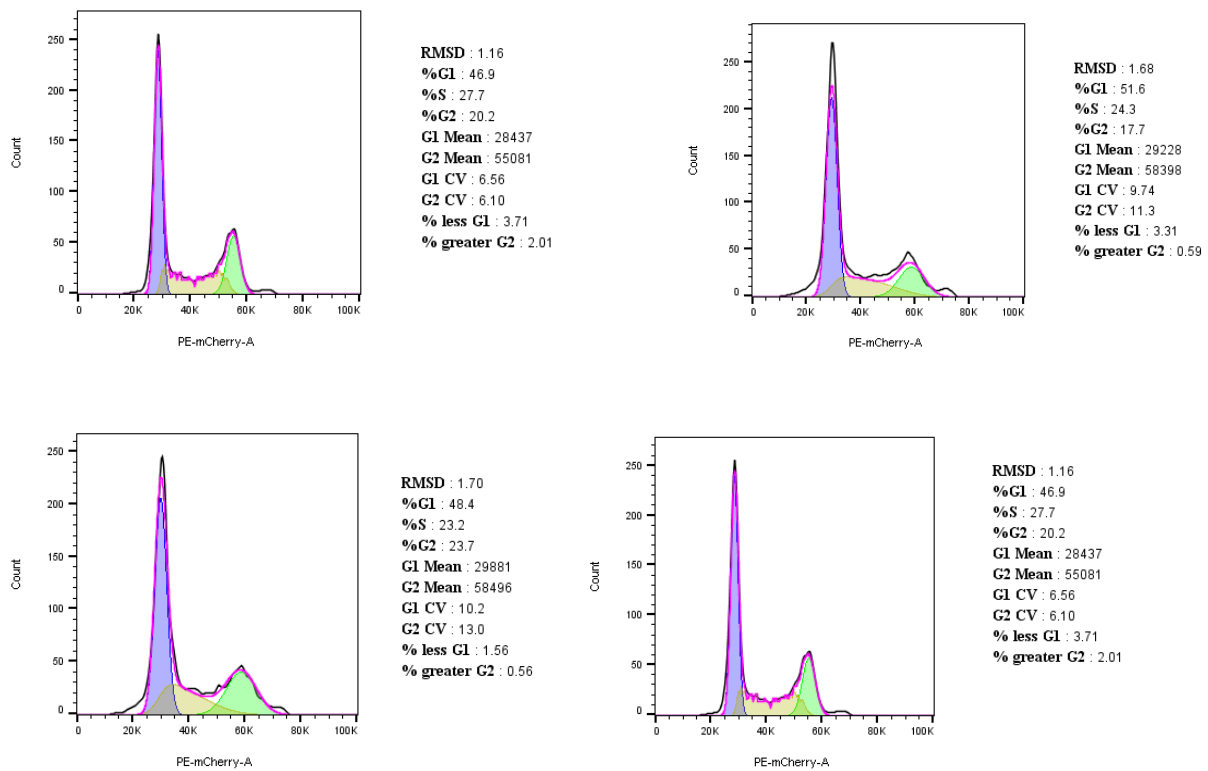 250
200
150
100
50
0
0 20K 40K 60K 80K 100K
Count
PE-mCherry-A
RMSD : 1.16
%G1 : 46.9
%S : 27.7
%G2 : 20.2
G1 Mean : 28437
G2 Mean : 55081
G1 CV : 6.56
G2 CV : 6.10
% less G1 : 3.71
% greater G2 : 2.01
250
200
150
100
50
0
0 20K 40K 60K 80K 100K
Count
PE-mCherry-A
RMSD : 1.68
%G1 : 51.6
%S : 24.3
%G2 : 17.7
G1 Mean : 29228
G2 Mean : 58398
G1 CV : 9.74
G2 CV : 11.3
% less G1 : 3.31
% greater G2 : 0.59
250
200
150
100
50
0
0 20K 40K 60K 80K 100K
Count
PE-mCherry-A
RMSD : 1.70
%G1 : 48.4
%S : 23.2
%G2 : 23.7
G1 Mean : 29881
G2 Mean : 58496
G1 CV : 10.2
G2 CV : 13.0
% less G1 : 1.56
% greater G2 : 0.56
250
200
150
100
50
0
0 20K 40K 60K 80K 100K
Count
PE-mCherry-A
RMSD : 1.16
%G1 : 46.9
%S : 27.7
%G2 : 20.2
G1 Mean : 28437
G2 Mean : 55081
G1 CV : 6.56
G2 CV : 6.10
% less G1 : 3.71
% greater G2 : 2.01